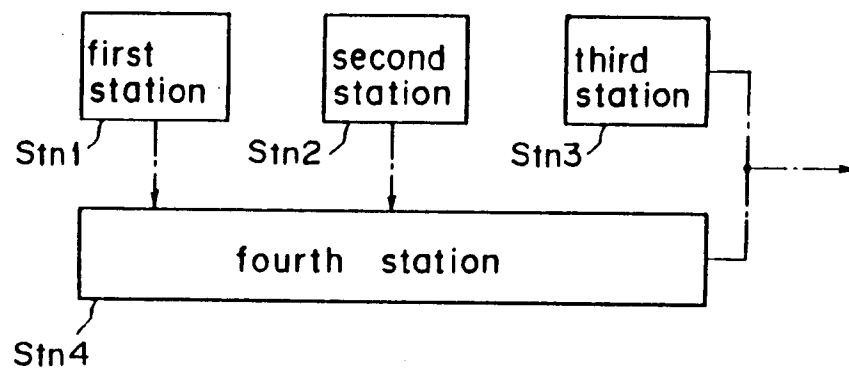 first
station
second
station
third
station
Stn1
Stn2
Stn3
fourth station
Stn4